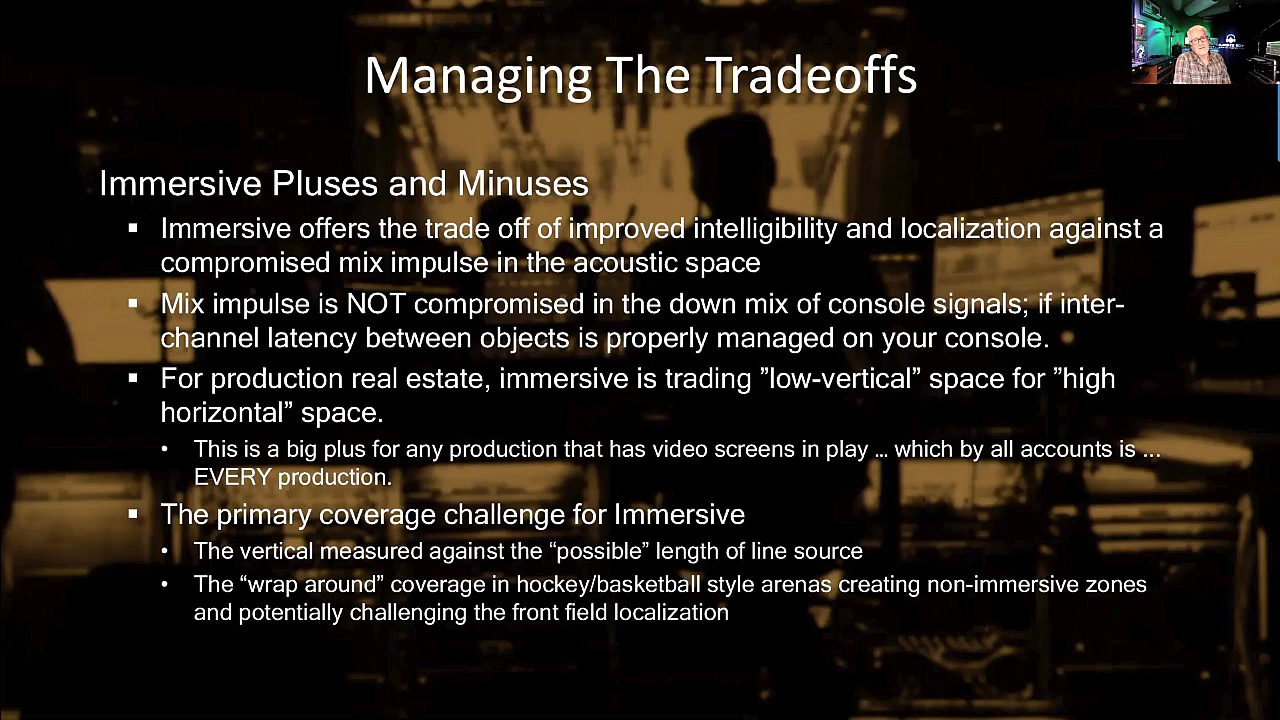 Managing The Tradeoffs
Immersive Pluses and Minuses
▪ Immersive offers the trade off of improved intelligibility and localization against a
compromised mix impulse in the acoustic space
▪ Mix impulse is NOT compromised in the down mix of console signals; if inter-
channel latency between objects is properly managed on your console.
▪ For production real estate, immersive is trading ”low-vertical” space for ”high
horizontal” space.
• This is a big plus for any production that has video screens in play ... which by all accounts is ...
EVERY production.
▪ The primary coverage challenge for Immersive
• The vertical measured against the “possible” length of line source
• The “wrap around” coverage in hockey/basketball style arenas creating non-immersive zones
and potentially challenging the front field localization